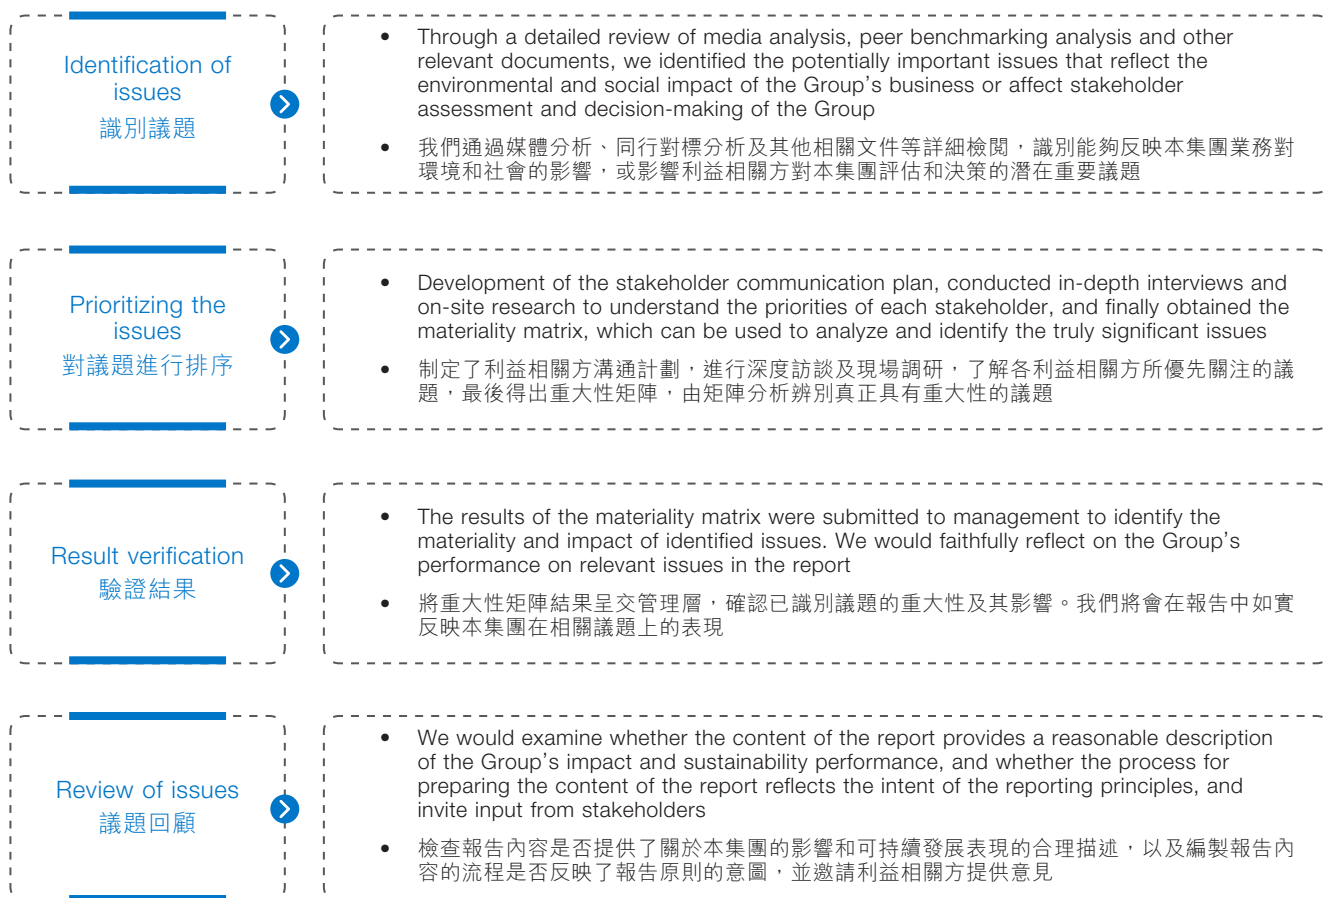 Identification of
issues
識別議題
• Through a detailed review of media analysis, peer benchmarking analysis and other
relevant documents, we identified the potentially important issues that reflect the
environmental and social impact of the Group's business or affect stakeholder
assessment and decision-making of the Group
• 我們通過媒體分析、同行對標分析及其他相關文件等詳細檢閱，識別能夠反映本集團業務對
環境和社會的影響，或影響利益相關方對本集團評估和決策的潛在重要議題
Prioritizing the
issues
對議題進行排序
• Development of the stakeholder communication plan, conducted in-depth interviews and
on-site research to understand the priorities of each stakeholder, and finally obtained the
materiality matrix, which can be used to analyze and identify the truly significant issues
• 制定了利益相關方溝通計劃，進行深度訪談及現場調研，了解各利益相關方所優先關注的議
題，最後得出重大性矩陣，由矩陣分析辨別真正具有重大性的議題
Result verification
驗證結果
• The results of the materiality matrix were submitted to management to identify the
materiality and impact of identified issues. We would faithfully reflect on the Group's
performance on relevant issues in the report
• 將重大性矩陣結果呈交管理層，確認已識別議題的重大性及其影響。我們將會在報告中如實
反映本集團在相關議題上的表現
Review of issues
議題回顧
• We would examine whether the content of the report provides a reasonable description
of the Group's impact and sustainability performance, and whether the process for
preparing the content of the report reflects the intent of the reporting principles, and
invite input from stakeholders
• 檢查報告內容是否提供了關於本集團的影響和可持續發展表現的合理描述，以及編製報告內
容的流程是否反映了報告原則的意圖，並邀請利益相關方提供意見